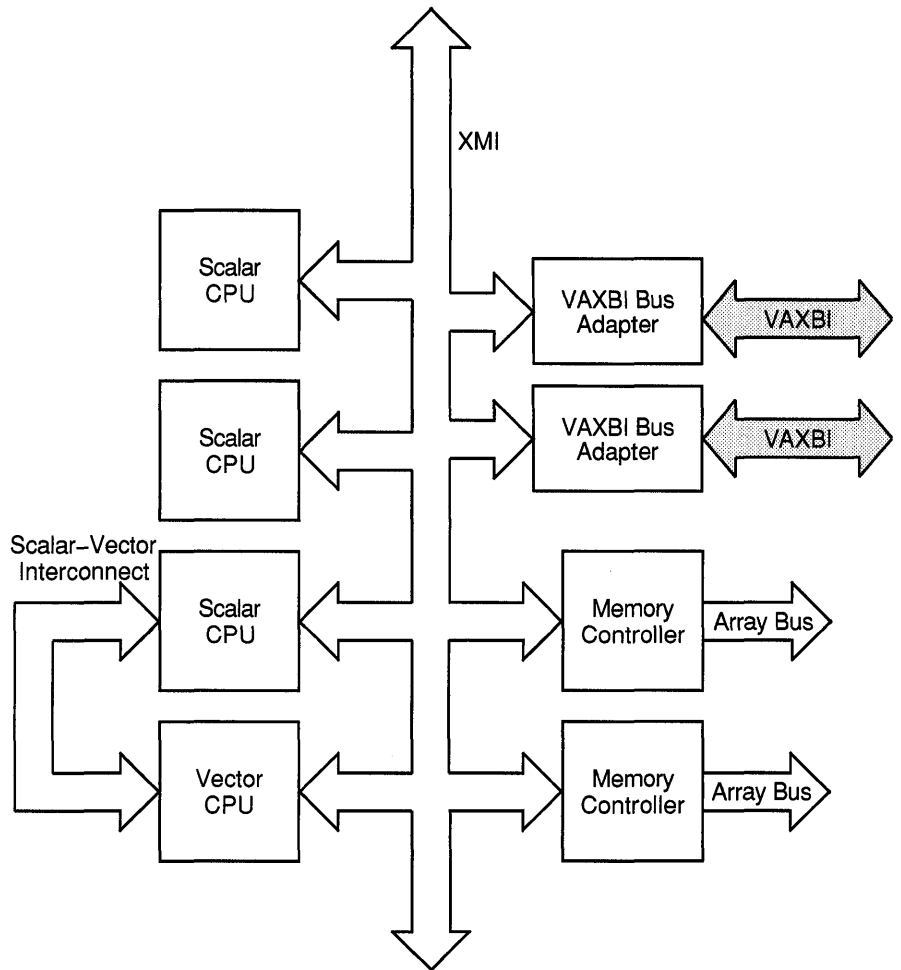 XMI
Scalar
CPU
VAXBI Bus
Adapter
VAXBI
Scalar
CPU
VAXBI Bus
Adapter
VAXBI
Scalar–Vector
Interconnect
Scalar
CPU
Memory
Controller
Array Bus
Vector
CPU
Memory
Controller
Array Bus